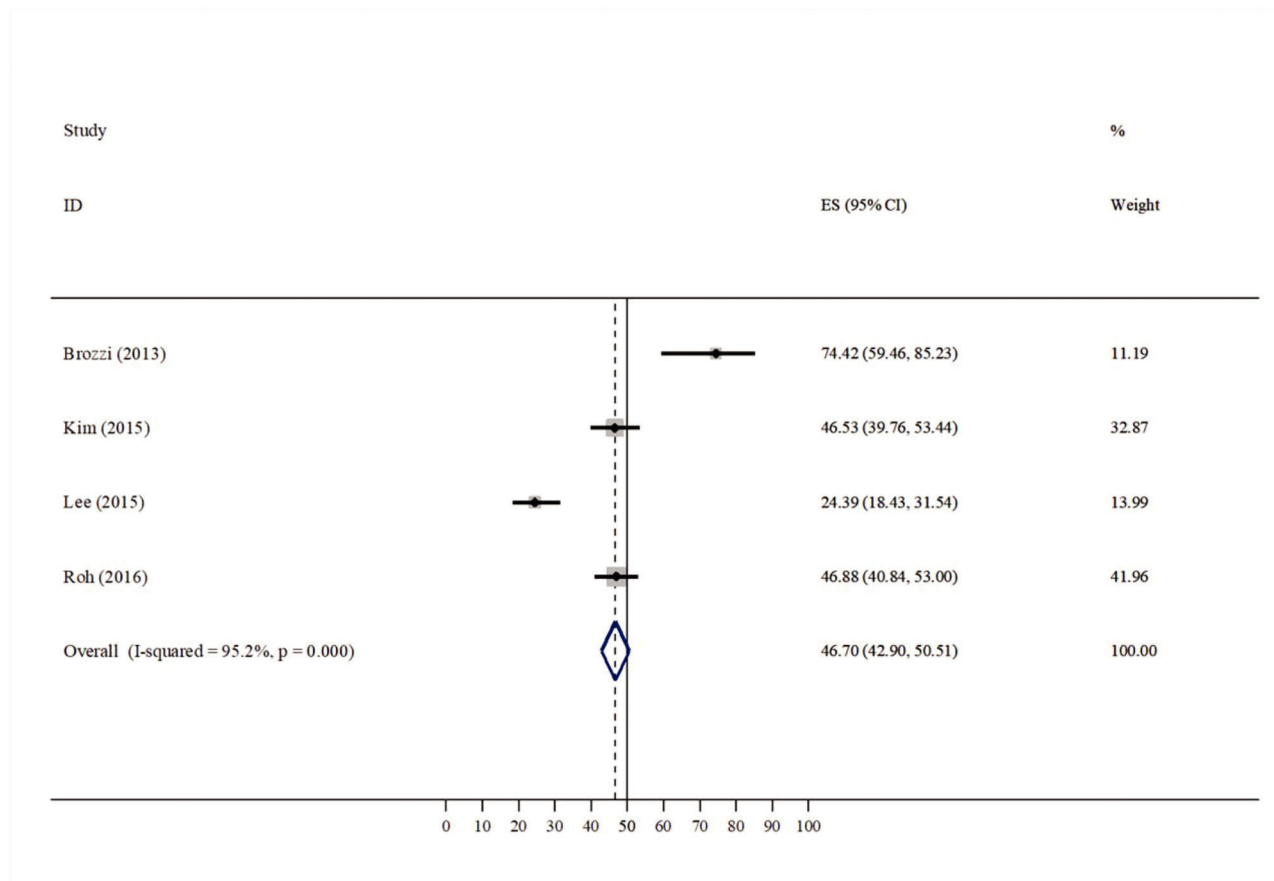 Study %
ID ES (95% CI) Weight
Brozzi (2013) 74.42 (59.46, 85.23) 11.19
Kim (2015) 46.53 (39.76, 53.44) 32.87
Lee (2015) 24.39 (18.43, 31.54) 13.99
Roh (2016) 46.88 (40.84, 53.00) 41.96
Overall (I-squared = 95.2%, p = 0.000) 46.70 (42.90, 50.51) 100.00
0 10 20 30 40 50 60 70 80 90 100